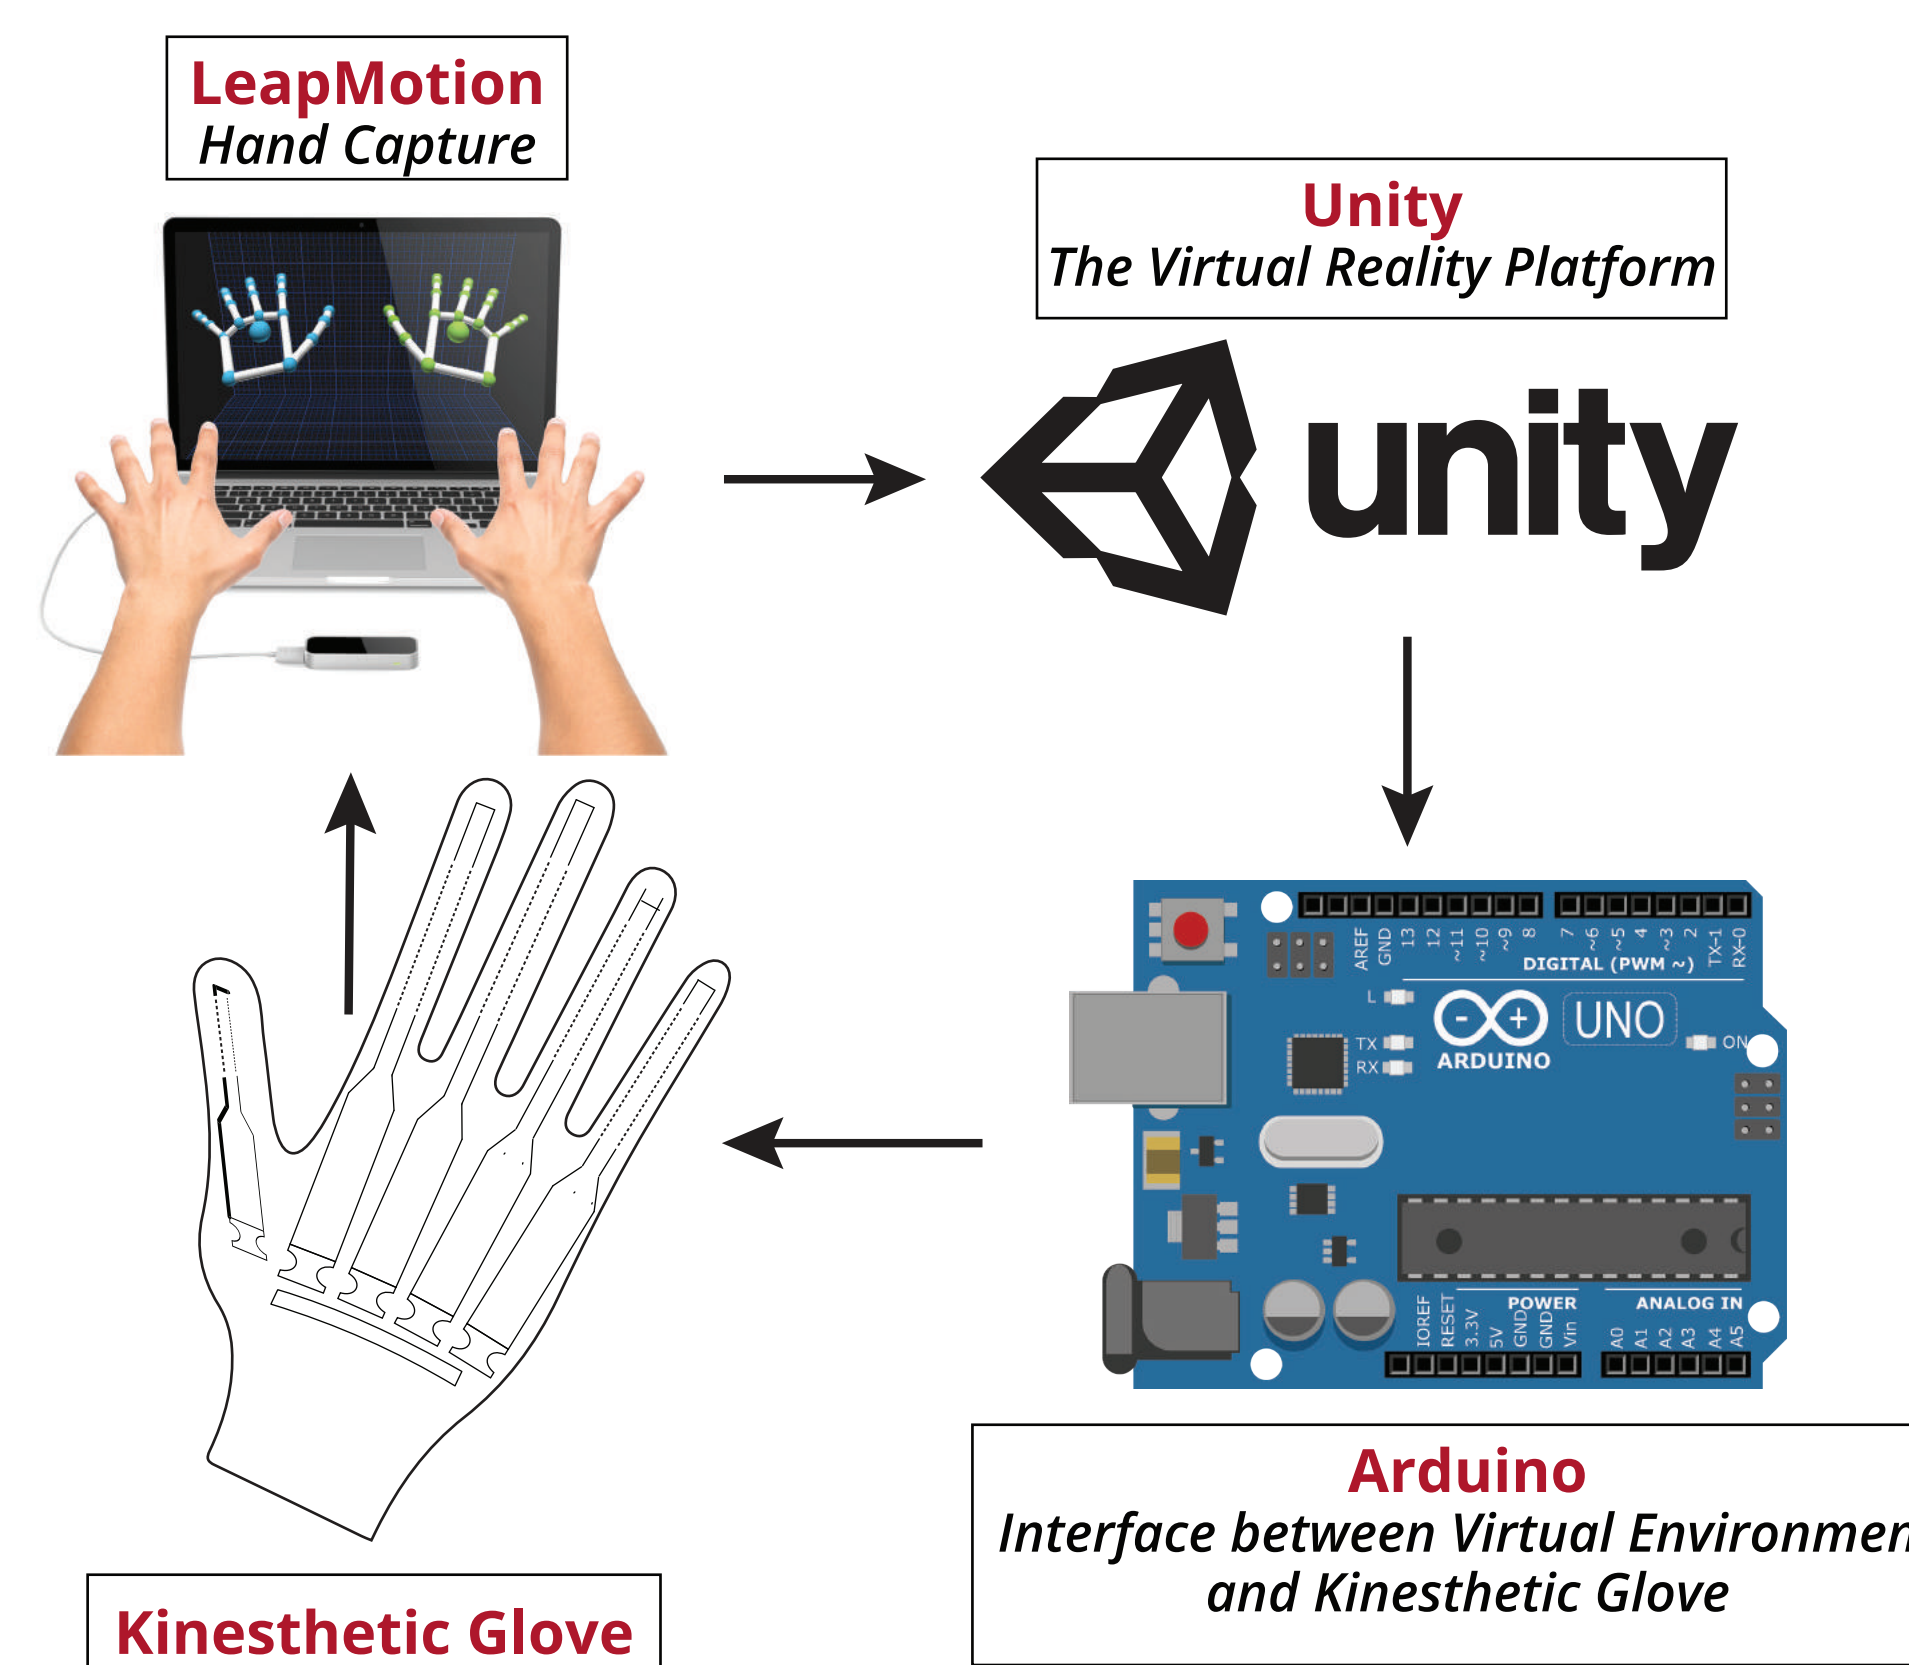 LeapMotion
Hand Capture
Unity
The Virtual Reality Platform
unity
AREF
GND
13
12
~11
~10
~9
8
7
~6
~5
4
~3
2
TX-1
RX-0
DIGITAL (PWM ~)
L
TX
RX
ARDUINO
UNO
ON
POWER
ANALOG IN
IOREF
RESET
3.3V
5V
GND
GND
Vin
A0
A1
A2
A3
A4
A5
Arduino
Interface between Virtual Environmen
and Kinesthetic Glove
Kinesthetic Glove